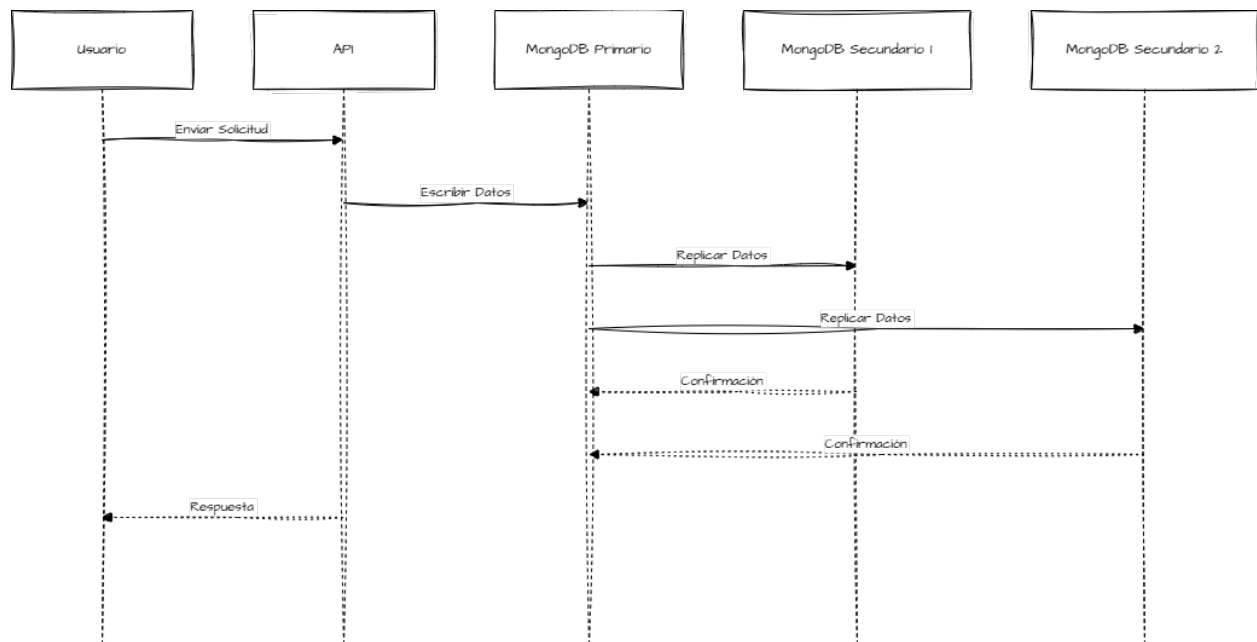 Usuario
API
MongoDB Primario
MongoDB Secundario 1
MongoDB Secundario 2
Enviar Solicitud
Escribir Datos
Replicar Datos
Replicar Datos
Confirmación
Confirmación
Respuesta